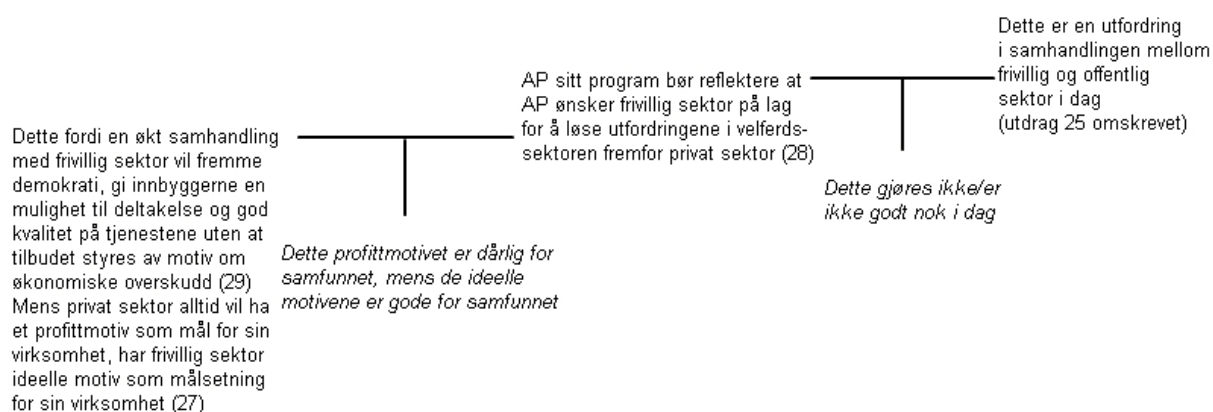 Dette fordi en økt samhandling
med frivillig sektor vil fremme
demokrati, gi innbyggerne en
mulighet til deltakelse og god
kvalitet på tjenestene uten at
tilbudet styres av motiv om
økonomiske overskudd (29)
Mens privat sektor alltid vil ha
et profittmotiv som mål for sin
virksomhet, har frivillig sektor
ideelle motiv som målsetning
for sin virksomhet (27)
Dette profittmotivet er dårlig for
samfunnet, mens de ideelle
motivene er gode for samfunnet
AP sitt program bør reflektere at
AP ønsker frivillig sektor på lag
for å løse utfordringene i velferds-
sektoren fremfor privat sektor (28)
Dette gjøres ikke/er
ikke godt nok i dag
Dette er en utfordring
i samhandlingen mellom
frivillig og offentlig
sektor i dag
(utdrag 25 omskrevet)